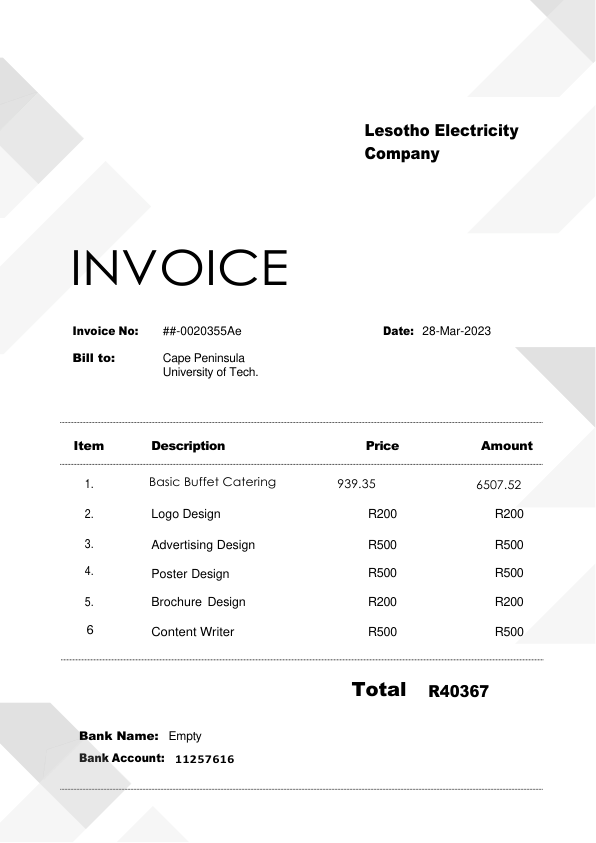 Lesotho Electricity
Company
INVOICE
Invoice No: ##-0020355Ae Date: 28-Mar-2023
Bill to: Cape Peninsula
University of Tech.
Item Description Price Amount
1. Basic Buffet Catering 939.35 6507.52
2. Logo Design R200 R200
3. Advertising Design R500 R500
4. Poster Design R500 R500
5. Brochure Design R200 R200
6 Content Writer R500 R500
Total R40367
Bank Name: Empty
Bank Account: 11257616